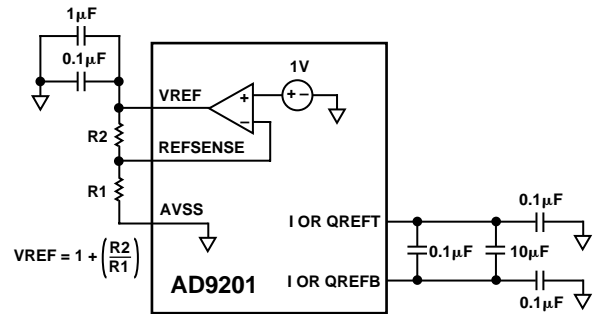 1µF
0.1µF
VREF
1V
+
–
+ –
R2
REFSENSE
R1
AVSS
VREF = 1 + (R2/R1)
AD9201
I OR QREFT
I OR QREFB
0.1µF
0.1µF
10µF
0.1µF